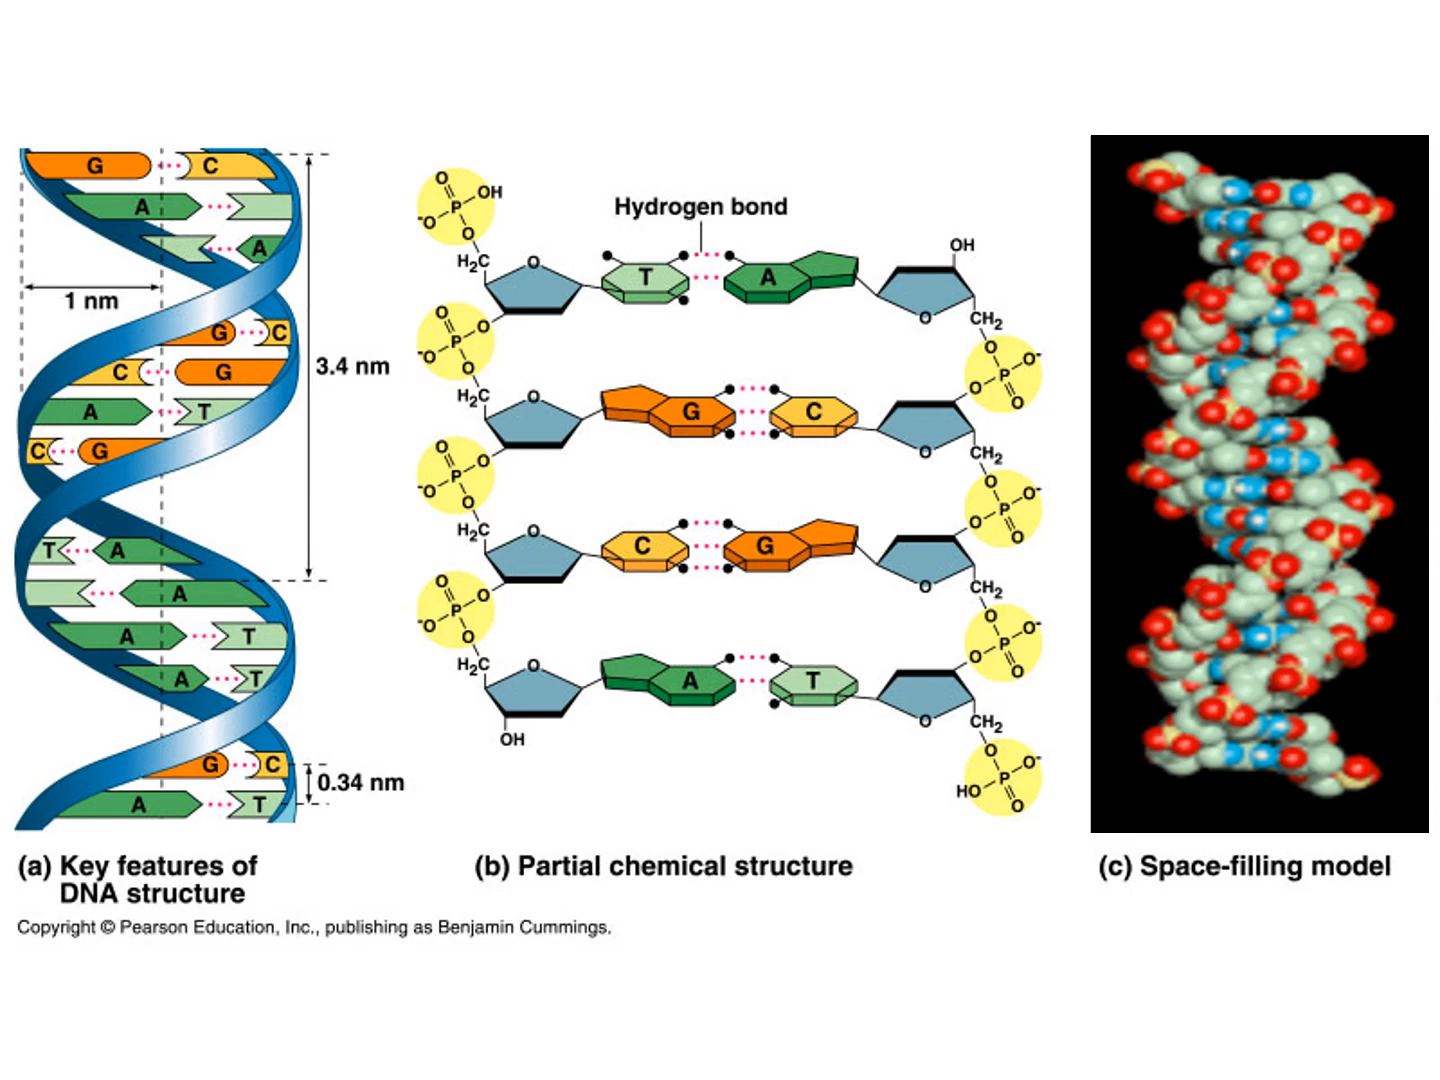 G C
A
A
1 nm
G C
C G
3.4 nm
A T
C G
T A
A
A T
A T
G C
0.34 nm
A T
(a) Key features of
DNA structure
Hydrogen bond
O
P OH
-O
O
H2C O
T A
OH
O
CH2
O
P O
-O
O
H2C O
G C
O
O
O P O-
O
CH2
O
P O
-O
O
H2C O
C G
O
O
O P O-
O
CH2
O
P O
-O
O
H2C O
A T
OH
O
O
O P O-
O
CH2
O
HO P O-
O
(b) Partial chemical structure
(c) Space-filling model
Copyright © Pearson Education, Inc., publishing as Benjamin Cummings.